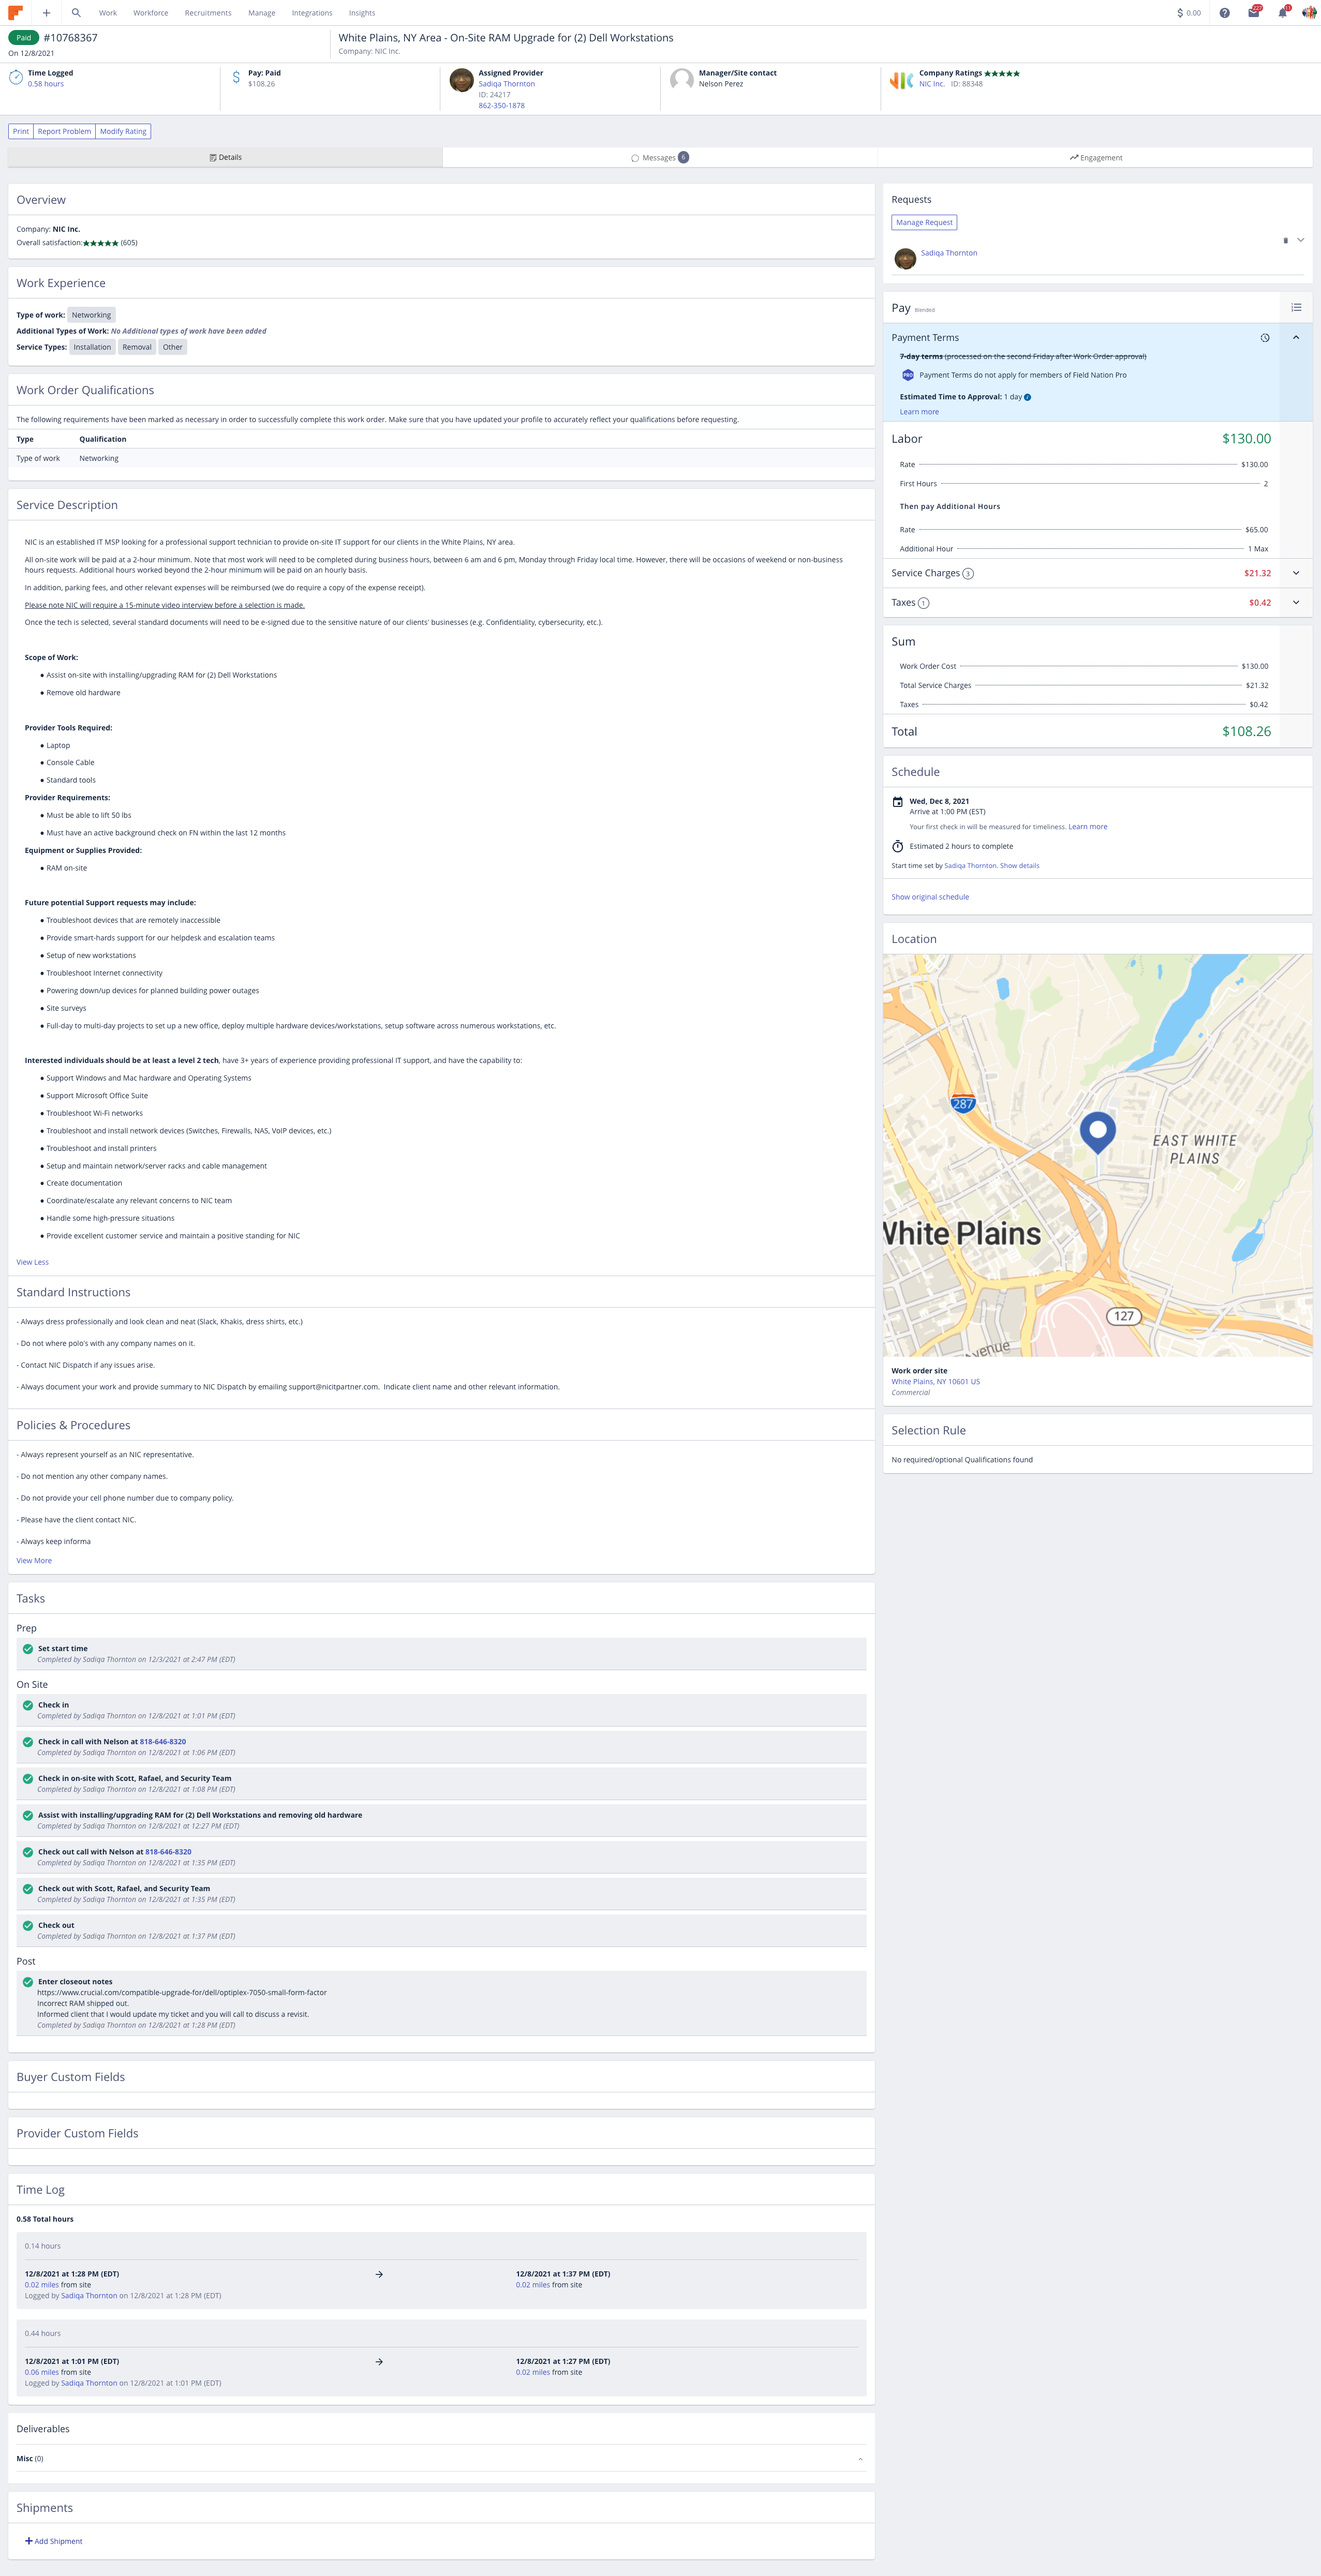 Work Workforce Recruitments Manage Integrations Insights
$ 0.00
227
11
Paid #10768367
On 12/8/2021
White Plains, NY Area - On-Site RAM Upgrade for (2) Dell Workstations
Company: NIC Inc.
Time Logged
0.58 hours
Pay: Paid
$108.26
Assigned Provider
Sadiqa Thornton
ID: 24217
862-350-1878
Manager/Site contact
Nelson Perez
Company Ratings
NIC Inc. ID: 88348
Print Report Problem Modify Rating
Details
Messages 6
Engagement
Overview
Company: NIC Inc.
Overall satisfaction: (605)
Work Experience
Type of work: Networking
Additional Types of Work: No Additional types of work have been added
Service Types: Installation Removal Other
Work Order Qualifications
The following requirements have been marked as necessary in order to successfully complete this work order. Make sure that you have updated your profile to accurately reflect your qualifications before requesting.
Type Qualification
Type of work Networking
Service Description
NIC is an established IT MSP looking for a professional support technician to provide on-site IT support for our clients in the White Plains, NY area.
All on-site work will be paid at a 2-hour minimum. Note that most work will need to be completed during business hours, between 6 am and 6 pm, Monday through Friday local time. However, there will be occasions of weekend or non-business
hours requests. Additional hours worked beyond the 2-hour minimum will be paid on an hourly basis.
In addition, parking fees, and other relevant expenses will be reimbursed (we do require a copy of the expense receipt).
Please note NIC will require a 15-minute video interview before a selection is made.
Once the tech is selected, several standard documents will need to be e-signed due to the sensitive nature of our clients' businesses (e.g. Confidentiality, cybersecurity, etc.).
Scope of Work:
● Assist on-site with installing/upgrading RAM for (2) Dell Workstations
● Remove old hardware
Provider Tools Required:
● Laptop
● Console Cable
● Standard tools
Provider Requirements:
● Must be able to lift 50 lbs
● Must have an active background check on FN within the last 12 months
Equipment or Supplies Provided:
● RAM on-site
Future potential Support requests may include:
● Troubleshoot devices that are remotely inaccessible
● Provide smart-hards support for our helpdesk and escalation teams
● Setup of new workstations
● Troubleshoot Internet connectivity
● Powering down/up devices for planned building power outages
● Site surveys
● Full-day to multi-day projects to set up a new office, deploy multiple hardware devices/workstations, setup software across numerous workstations, etc.
Interested individuals should be at least a level 2 tech, have 3+ years of experience providing professional IT support, and have the capability to:
● Support Windows and Mac hardware and Operating Systems
● Support Microsoft Office Suite
● Troubleshoot Wi-Fi networks
● Troubleshoot and install network devices (Switches, Firewalls, NAS, VoIP devices, etc.)
● Troubleshoot and install printers
● Setup and maintain network/server racks and cable management
● Create documentation
● Coordinate/escalate any relevant concerns to NIC team
● Handle some high-pressure situations
● Provide excellent customer service and maintain a positive standing for NIC
View Less
Standard Instructions
- Always dress professionally and look clean and neat (Slack, Khakis, dress shirts, etc.)
- Do not where polo's with any company names on it.
- Contact NIC Dispatch if any issues arise.
- Always document your work and provide summary to NIC Dispatch by emailing support@nicitpartner.com. Indicate client name and other relevant information.
Policies & Procedures
- Always represent yourself as an NIC representative.
- Do not mention any other company names.
- Do not provide your cell phone number due to company policy.
- Please have the client contact NIC.
- Always keep informa
View More
Tasks
Prep
Set start time
Completed by Sadiqa Thornton on 12/3/2021 at 2:47 PM (EDT)
On Site
Check in
Completed by Sadiqa Thornton on 12/8/2021 at 1:01 PM (EDT)
Check in call with Nelson at 818-646-8320
Completed by Sadiqa Thornton on 12/8/2021 at 1:06 PM (EDT)
Check in on-site with Scott, Rafael, and Security Team
Completed by Sadiqa Thornton on 12/8/2021 at 1:08 PM (EDT)
Assist with installing/upgrading RAM for (2) Dell Workstations and removing old hardware
Completed by Sadiqa Thornton on 12/8/2021 at 12:27 PM (EDT)
Check out call with Nelson at 818-646-8320
Completed by Sadiqa Thornton on 12/8/2021 at 1:35 PM (EDT)
Check out with Scott, Rafael, and Security Team
Completed by Sadiqa Thornton on 12/8/2021 at 1:35 PM (EDT)
Check out
Completed by Sadiqa Thornton on 12/8/2021 at 1:37 PM (EDT)
Post
Enter closeout notes
https://www.crucial.com/compatible-upgrade-for/dell/optiplex-7050-small-form-factor
Incorrect RAM shipped out.
Informed client that I would update my ticket and you will call to discuss a revisit.
Completed by Sadiqa Thornton on 12/8/2021 at 1:28 PM (EDT)
Buyer Custom Fields
Provider Custom Fields
Time Log
0.58 Total hours
0.14 hours
12/8/2021 at 1:28 PM (EDT) → 12/8/2021 at 1:37 PM (EDT)
0.02 miles from site 0.02 miles from site
Logged by Sadiqa Thornton on 12/8/2021 at 1:28 PM (EDT)
0.44 hours
12/8/2021 at 1:01 PM (EDT) → 12/8/2021 at 1:27 PM (EDT)
0.06 miles from site 0.02 miles from site
Logged by Sadiqa Thornton on 12/8/2021 at 1:01 PM (EDT)
Deliverables
Misc (0)
Shipments
+ Add Shipment
Requests
Manage Request
Sadiqa Thornton
Pay Blended
Payment Terms
7-day terms (processed on the second Friday after Work Order approval)
PRO Payment Terms do not apply for members of Field Nation Pro
Estimated Time to Approval: 1 day
Learn more
Labor $130.00
Rate $130.00
First Hours 2
Then pay Additional Hours
Rate $65.00
Additional Hour 1 Max
Service Charges 3 $21.32
Taxes 1 $0.42
Sum
Work Order Cost $130.00
Total Service Charges $21.32
Taxes $0.42
Total $108.26
Schedule
Wed, Dec 8, 2021
Arrive at 1:00 PM (EST)
Your first check in will be measured for timeliness. Learn more
Estimated 2 hours to complete
Start time set by Sadiqa Thornton. Show details
Show original schedule
Location
287
EAST WHITE
PLAINS
White Plains
127
venue
Work order site
White Plains, NY 10601 US
Commercial
Selection Rule
No required/optional Qualifications found